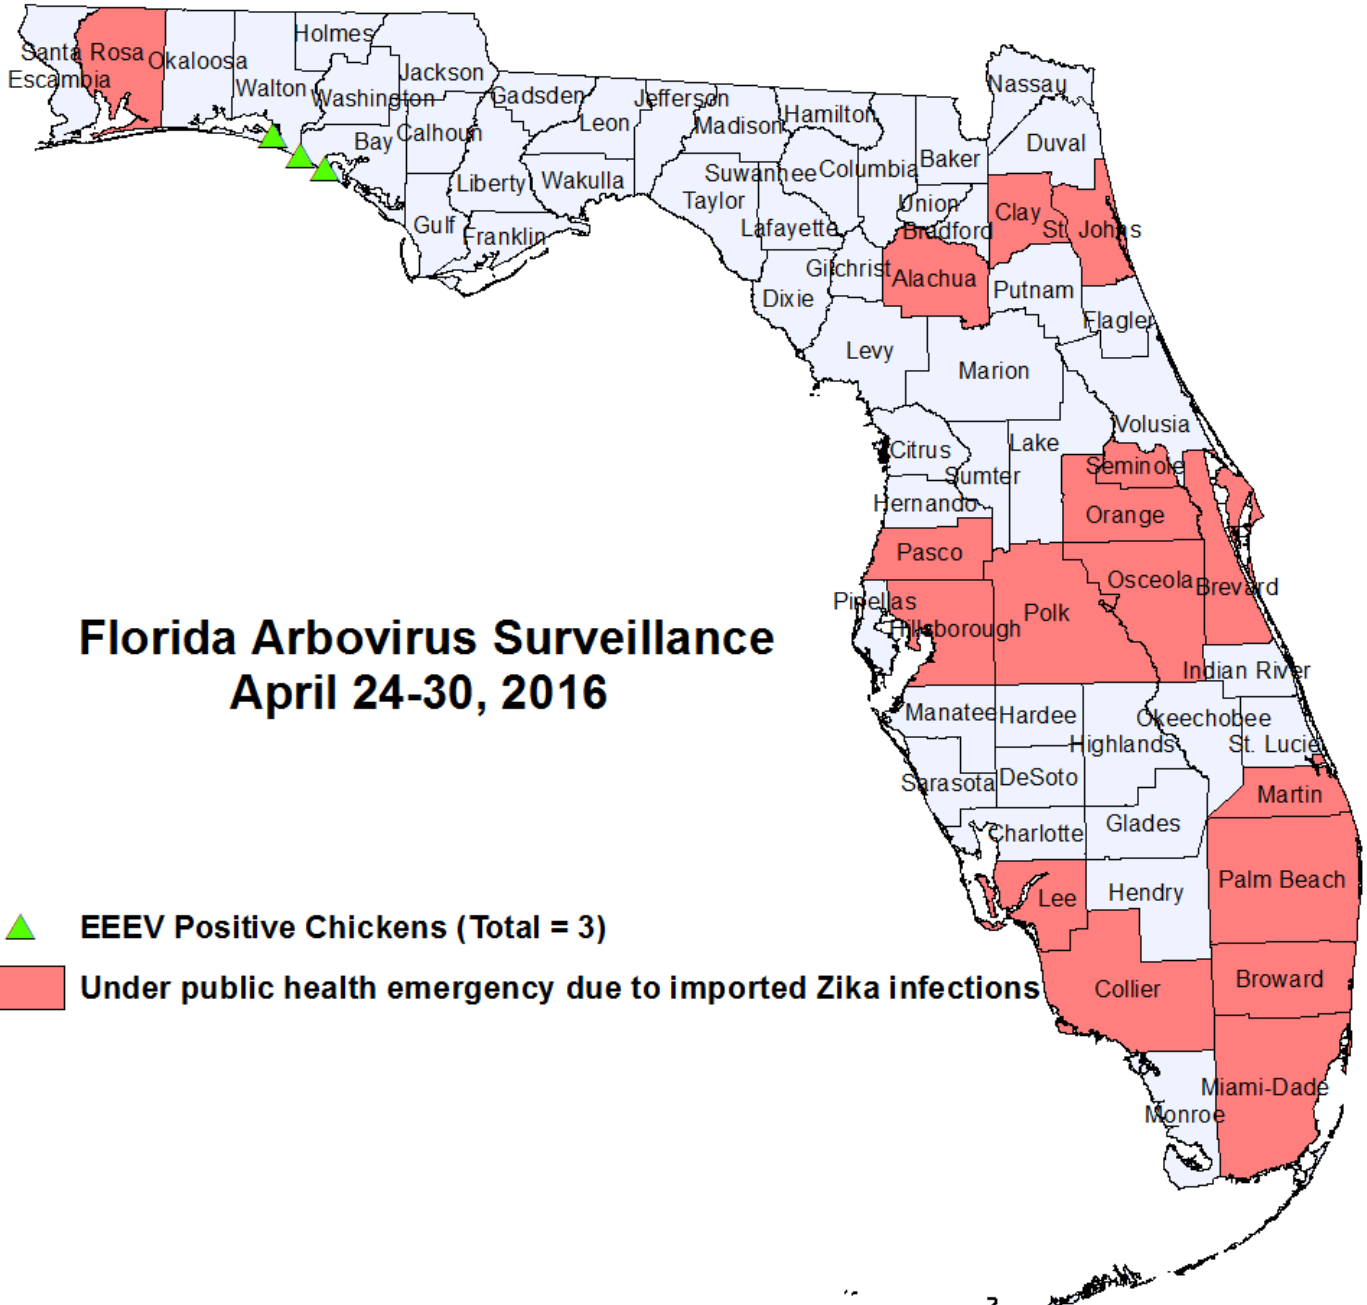 Holmes
Santa Rosa
Okaloosa
Escambia
Walton
Jackson
Washington
Gadsden
Jefferson
Nassau
Leon
Madison
Hamilton
Bay
Calhoun
Duval
Suwannee
Columbia
Baker
Liberty
Wakulla
Taylor
Union
Gulf
Franklin
Lafayette
Bradford
Clay
St. Johns
Gilchrist
Alachua
Dixie
Putnam
Flagler
Levy
Marion
Volusia
Citrus
Lake
Sumter
Seminole
Hernando
Orange
Pasco
Osceola
Brevard
Pinellas
Polk
Hillsborough
Florida Arbovirus Surveillance
April 24-30, 2016
Indian River
Manatee
Hardee
Okeechobee
Highlands
St. Lucie
Sarasota
DeSoto
Martin
Charlotte
Glades
Palm Beach
Lee
Hendry
EEEV Positive Chickens (Total = 3)
Under public health emergency due to imported Zika infections
Collier
Broward
Miami-Dade
Monroe